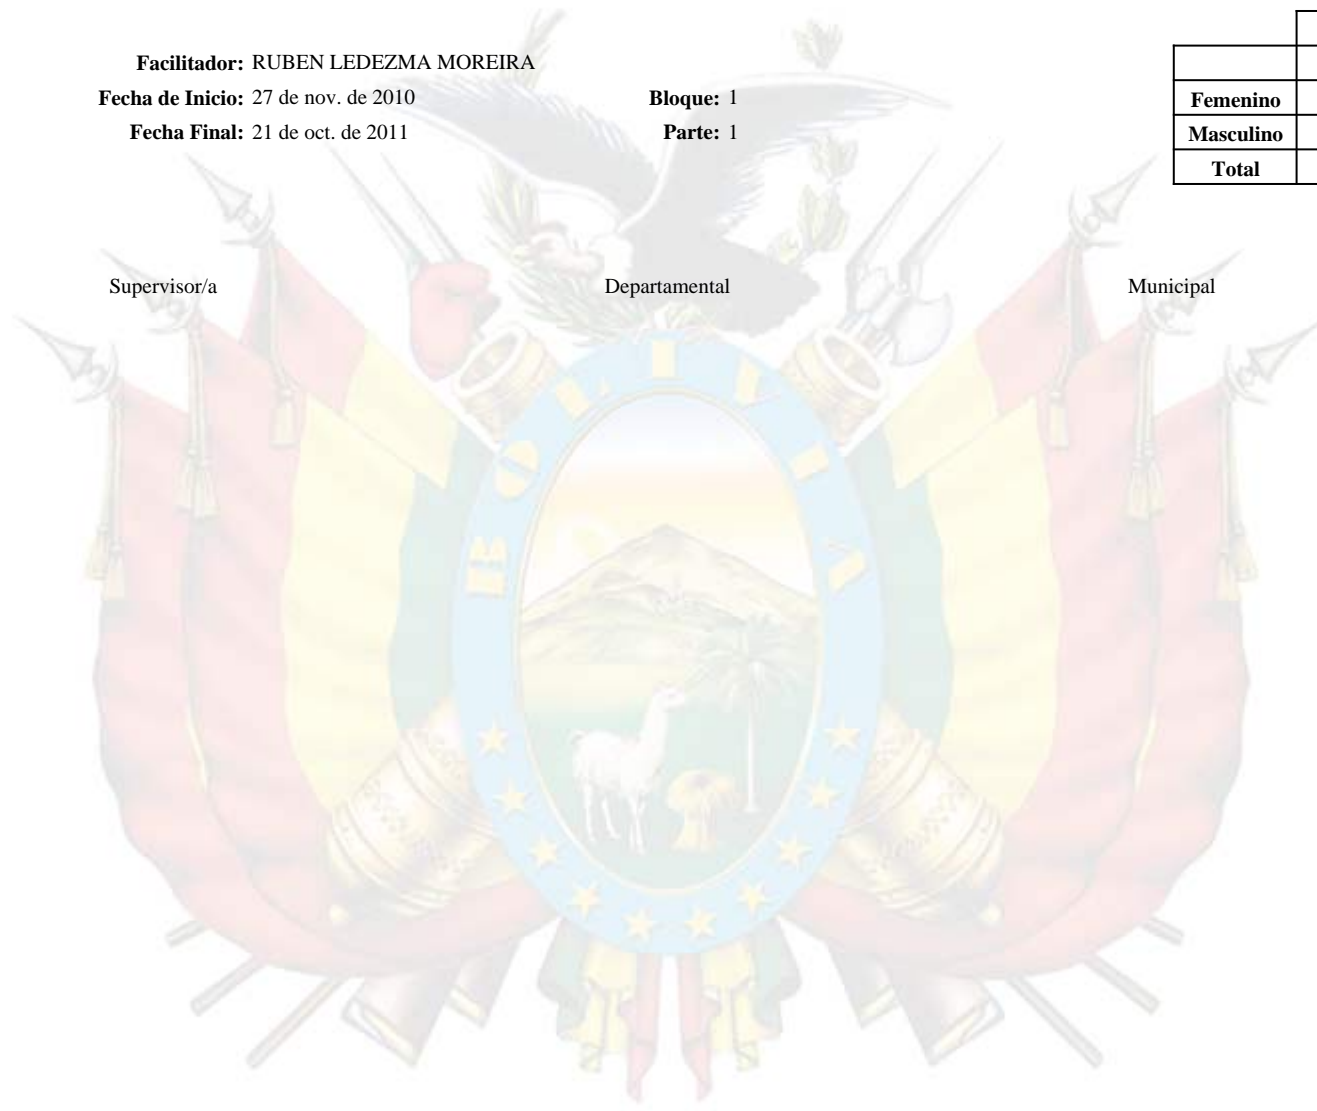 Facilitador: RUBEN LEDEZMA MOREIRA
Fecha de Inicio: 27 de nov. de 2010 Bloque: 1
Femenino
Fecha Final: 21 de oct. de 2011 Parte: 1
Masculino
Total
Supervisor/a Departamental Municipal
BOLIVIA